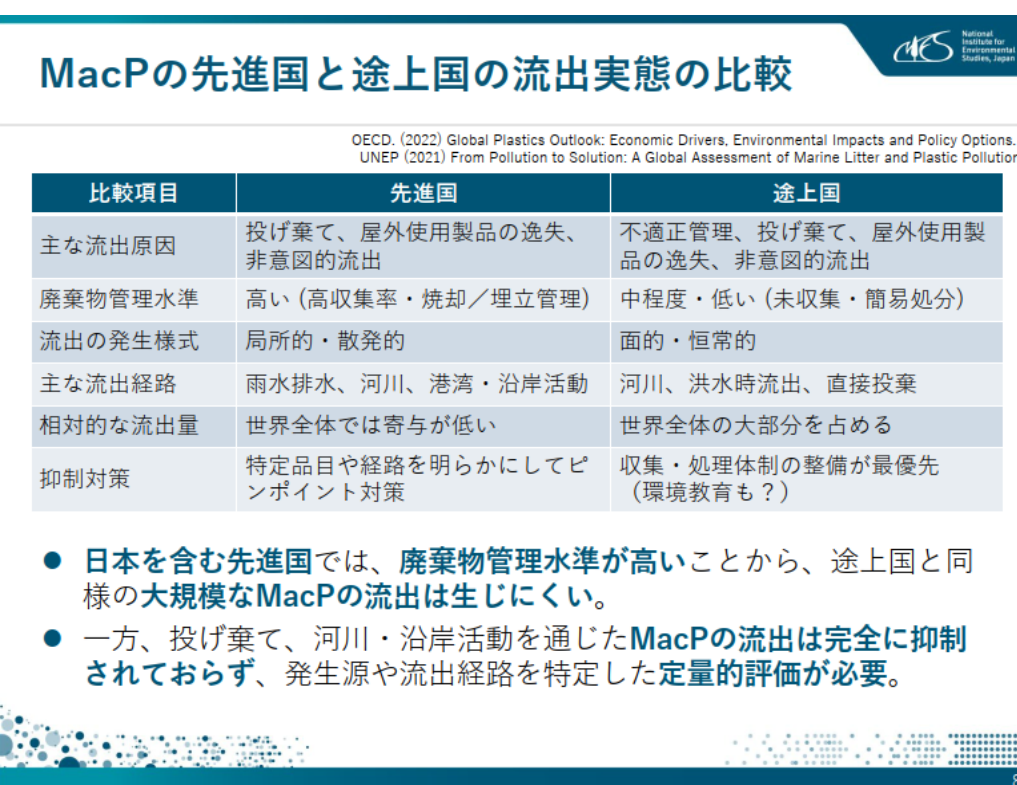 National
Institute for
Environmental
Studies, Japan
MacPの先進国と途上国の流出実態の比較
OECD. (2022) Global Plastics Outlook: Economic Drivers, Environmental Impacts and Policy Options.
UNEP (2021) From Pollution to Solution: A Global Assessment of Marine Litter and Plastic Pollution
比較項目 先進国 途上国
主な流出原因 投げ棄て、屋外使用製品の逸失、 不適正管理、投げ棄て、屋外使用製
非意図的流出 品の逸失、非意図的流出
廃棄物管理水準 高い (高収集率・焼却／埋立管理) 中程度・低い (未収集・簡易処分)
流出の発生様式 局所的・散発的 面的・恒常的
主な流出経路 雨水排水、河川、港湾・沿岸活動 河川、洪水時流出、直接投棄
相対的な流出量 世界全体では寄与が低い 世界全体の大部分を占める
抑制対策 特定品目や経路を明らかにしてピ 収集・処理体制の整備が最優先
ンポイント対策 （環境教育も？）
● 日本を含む先進国では、廃棄物管理水準が高いことから、途上国と同
様の大規模なMacPの流出は生じにくい。
● 一方、投げ棄て、河川・沿岸活動を通じたMacPの流出は完全に抑制
されておらず、発生源や流出経路を特定した定量的評価が必要。